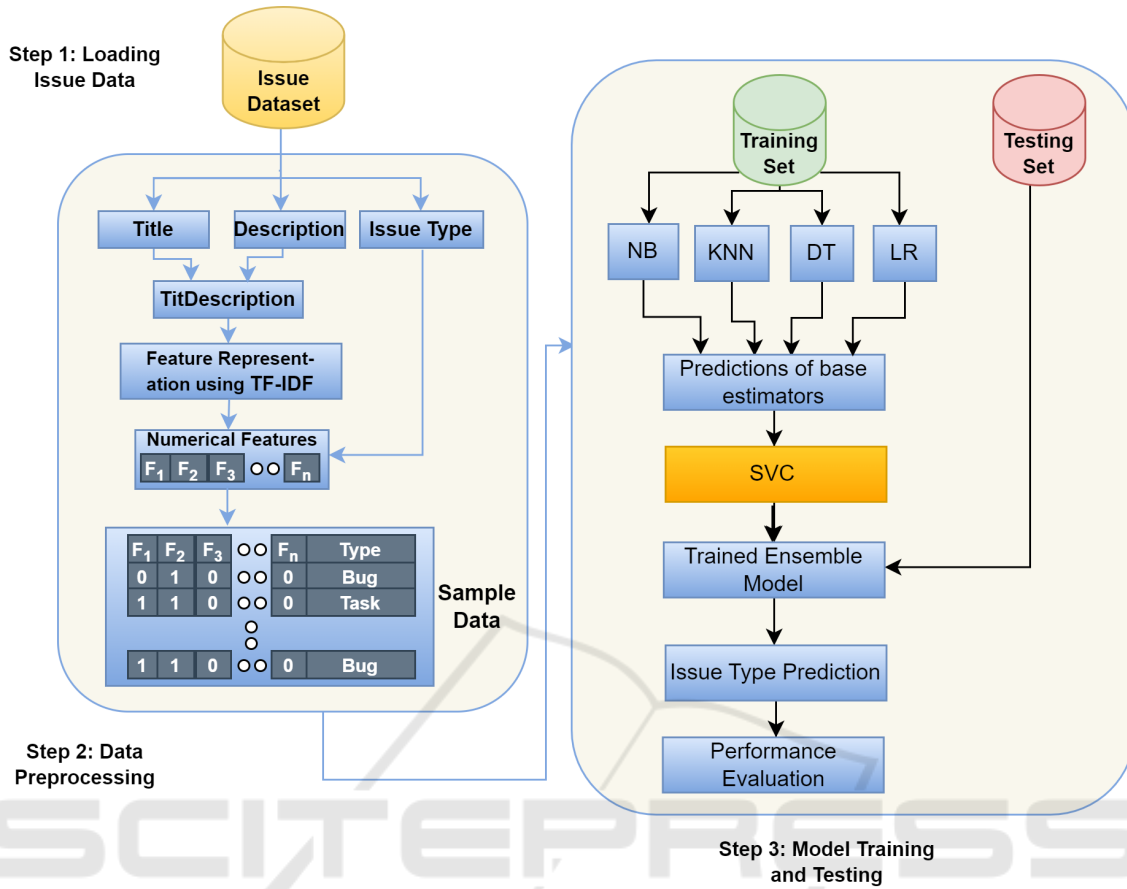 Step 1: Loading
Issue Data
Issue
Dataset
Title
Description
Issue Type
TitDescription
Feature Represent-
ation using TF-IDF
Numerical Features
F1 F2 F3 Fn
F1 F2 F3 Fn Type
0 1 0 0 Bug
1 1 0 0 Task
1 1 0 0 Bug
Sample
Data
Step 2: Data
Preprocessing
Training
Set
Testing
Set
NB
KNN
DT
LR
Predictions of base
estimators
SVC
Trained Ensemble
Model
Issue Type Prediction
Performance
Evaluation
Step 3: Model Training
and Testing
SCITEPRESS